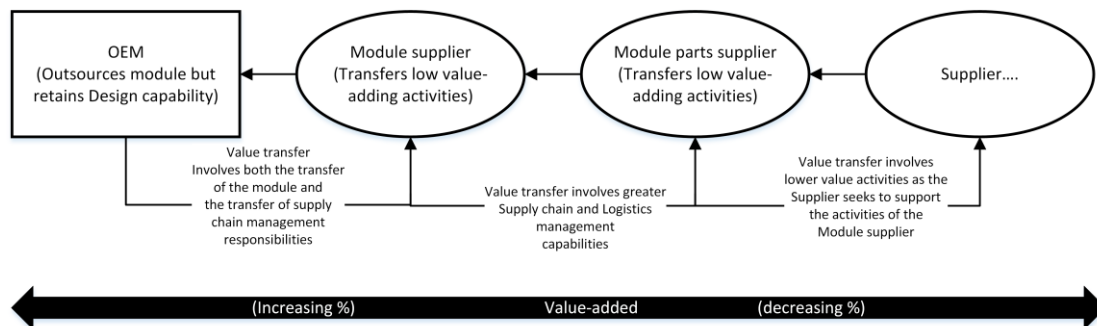 OEM
(Outsources module but
retains Design capability)
Module supplier
(Transfers low value-
adding activities)
Module parts supplier
(Transfers low value-
adding activities)
Supplier....
Value transfer
Involves both the transfer
of the module and
the transfer of supply
chain management
responsibilities
Value transfer involves greater
Supply chain and Logistics
management
capabilities
Value transfer involves
lower value activities as the
Supplier seeks to support
the activities of the
Module supplier
(Increasing %) Value-added (decreasing %)